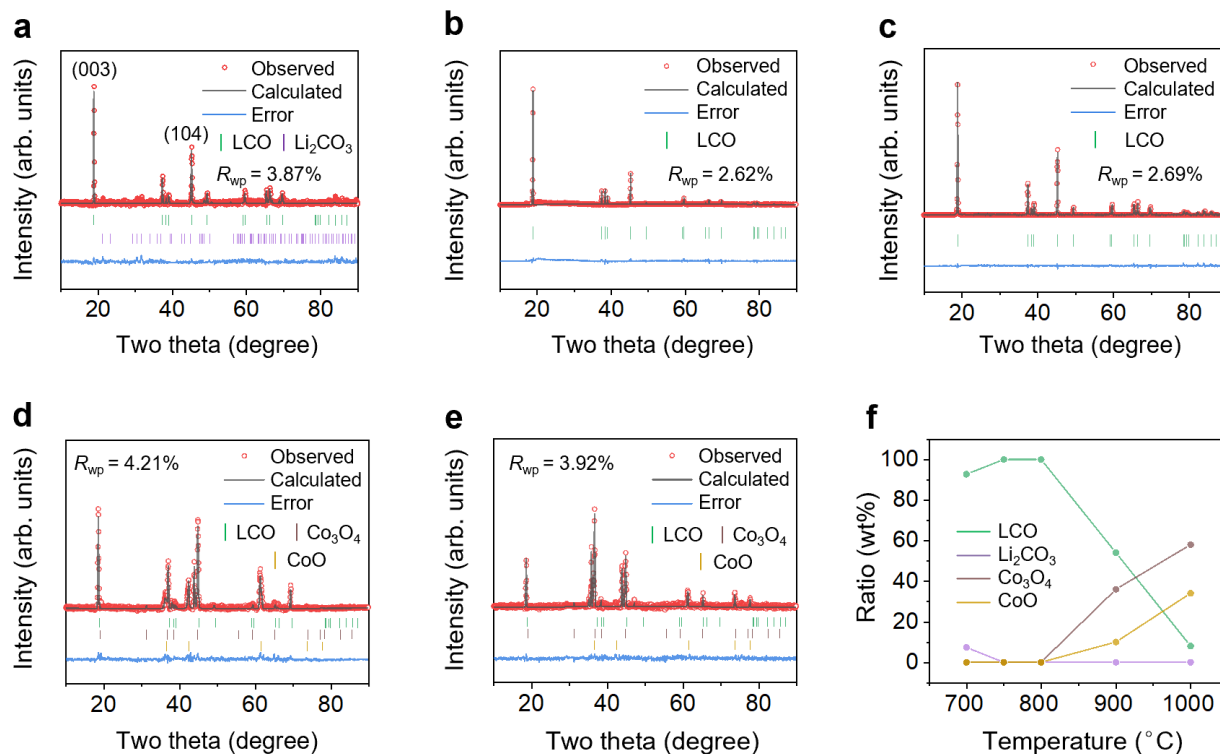 a
Intensity (arb. units)
(003)
(104)
Observed
Calculated
Error
LCO Li₂CO₃
Rwp = 3.87%
20 40 60 80
Two theta (degree)
b
Intensity (arb. units)
Observed
Calculated
Error
LCO
Rwp = 2.62%
20 40 60 80
Two theta (degree)
c
Intensity (arb. units)
Observed
Calculated
Error
LCO
Rwp = 2.69%
20 40 60 80
Two theta (degree)
d
Intensity (arb. units)
Rwp = 4.21%
Observed
Calculated
Error
LCO Co₃O₄
CoO
20 40 60 80
Two theta (degree)
e
Intensity (arb. units)
Rwp = 3.92%
Observed
Calculated
Error
LCO Co₃O₄
CoO
20 40 60 80
Two theta (degree)
f
Ratio (wt%)
100
80
60
40
20
0
LCO
Li₂CO₃
Co₃O₄
CoO
700 800 900 1000
Temperature (°C)